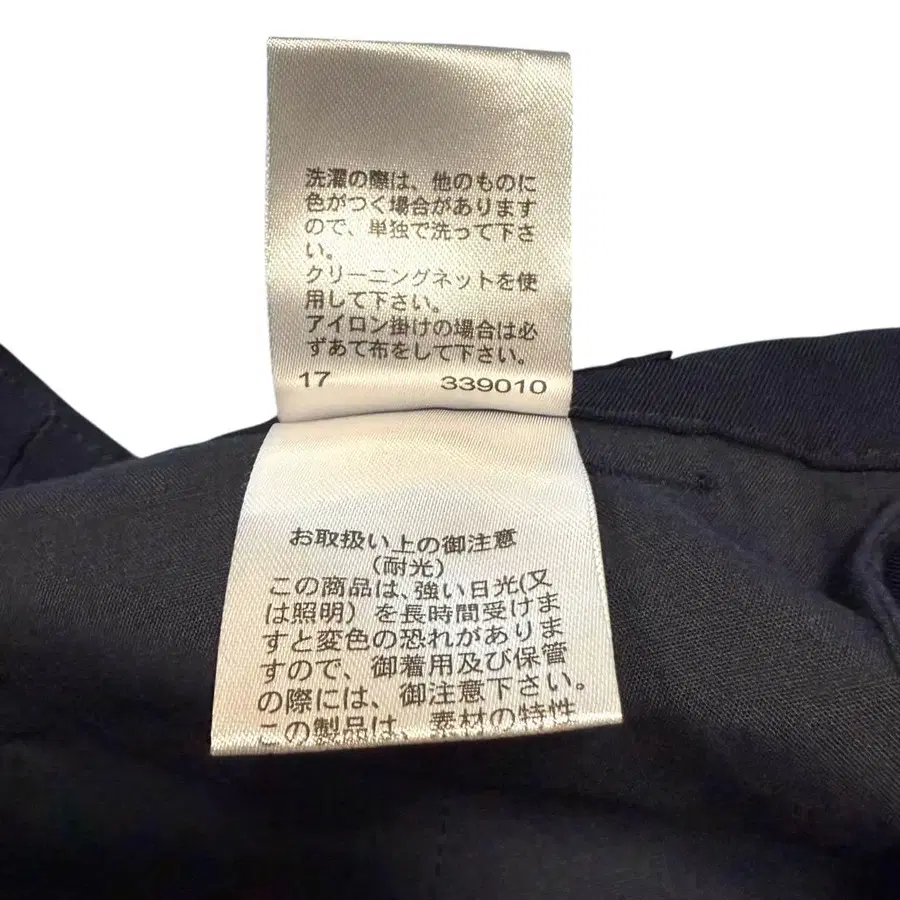 洗濯の際は、他のものに
色がつく場合があります
ので、単独で洗って下さ
い。
クリーニングネットを使
用して下さい。
アイロン掛けの場合は必
ずあて布をして下さい。
17 339010
お取扱い上の御注意
(耐光)
この商品は、強い日光(又
は照明)を長時間受けま
すと変色の恐れがありま
すので、御着用及び保管
の際には、御注意下さい。
この製品は、素材の特性